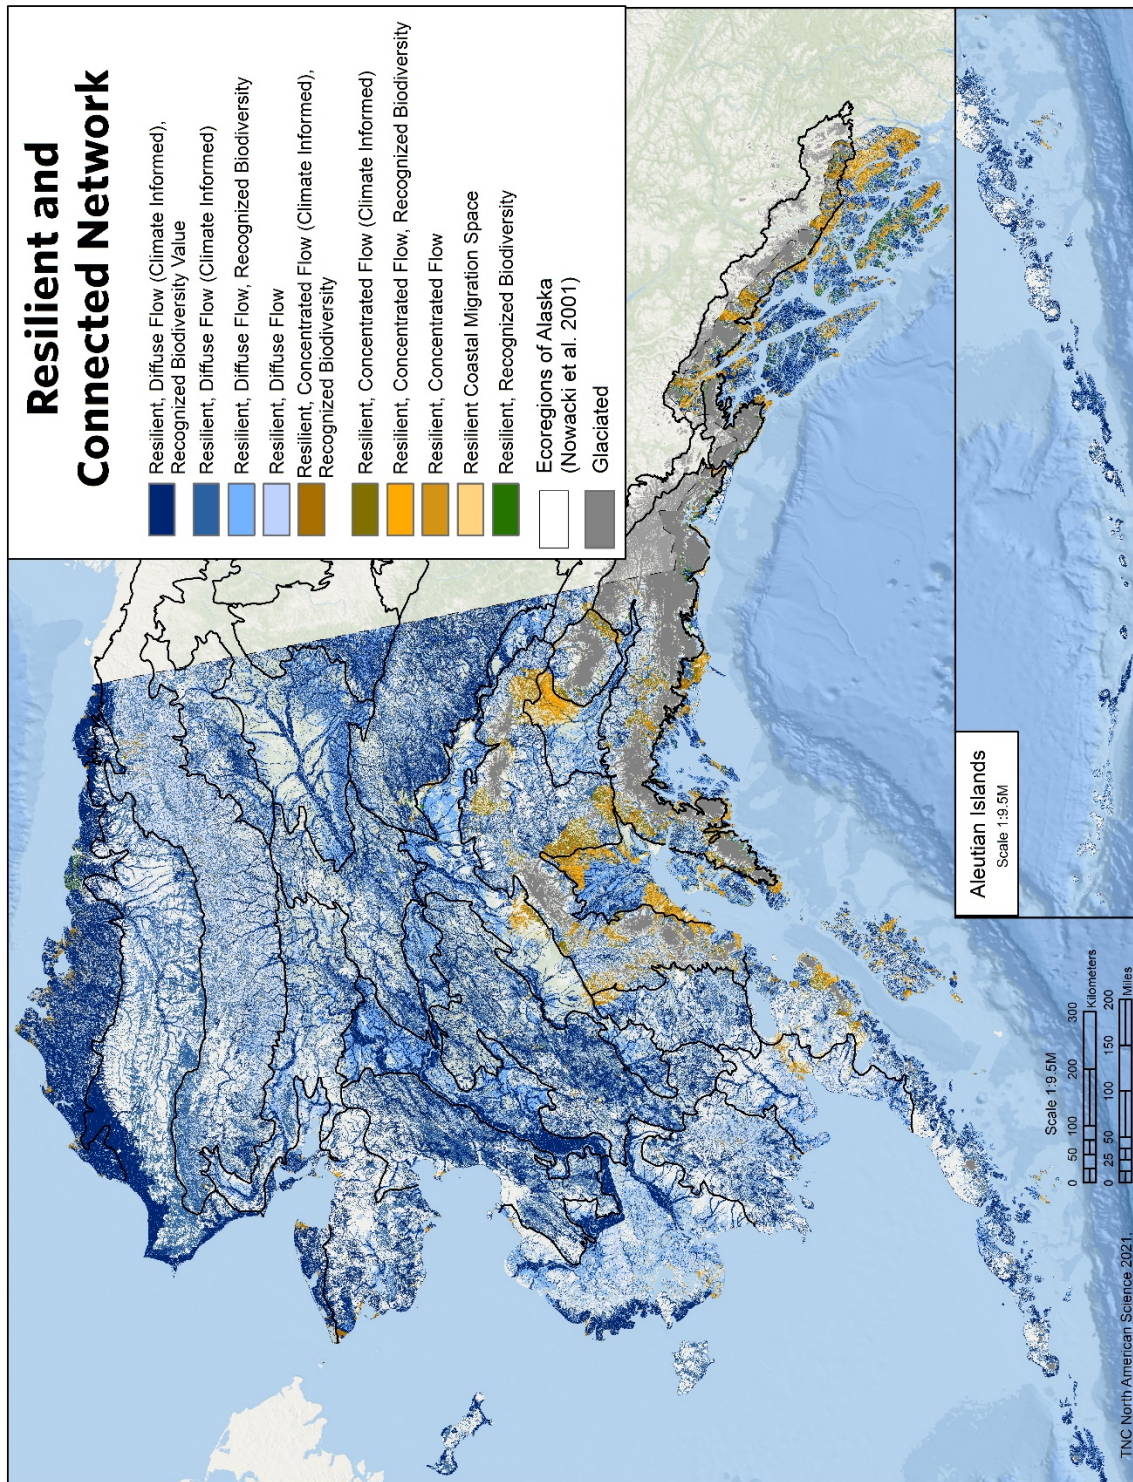 Resilient and
Connected Network
Resilient, Diffuse Flow (Climate Informed),
Recognized Biodiversity Value
Resilient, Diffuse Flow (Climate Informed)
Resilient, Diffuse Flow, Recognized Biodiversity
Resilient, Diffuse Flow
Resilient, Concentrated Flow (Climate Informed),
Recognized Biodiversity
Resilient, Concentrated Flow (Climate Informed)
Resilient, Concentrated Flow, Recognized Biodiversity
Resilient, Concentrated Flow
Resilient Coastal Migration Space
Resilient, Recognized Biodiversity
Ecoregions of Alaska
(Nowacki et al. 2001)
Glaciated
Aleutian Islands
Scale 1:9.5M
Scale 1:9.5M
0 50 100 200 300
Kilometers
0 25 50 100 150 200
Miles
TNC North American Science 2021.